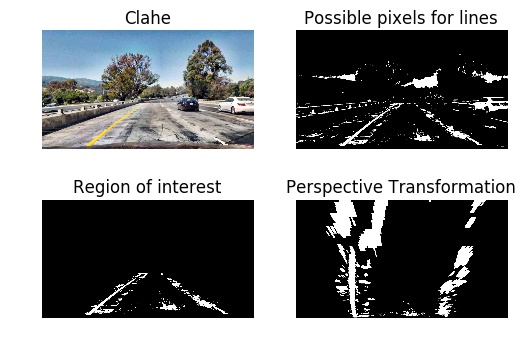 Clahe
Possible pixels for lines
Region of interest
Perspective Transformation